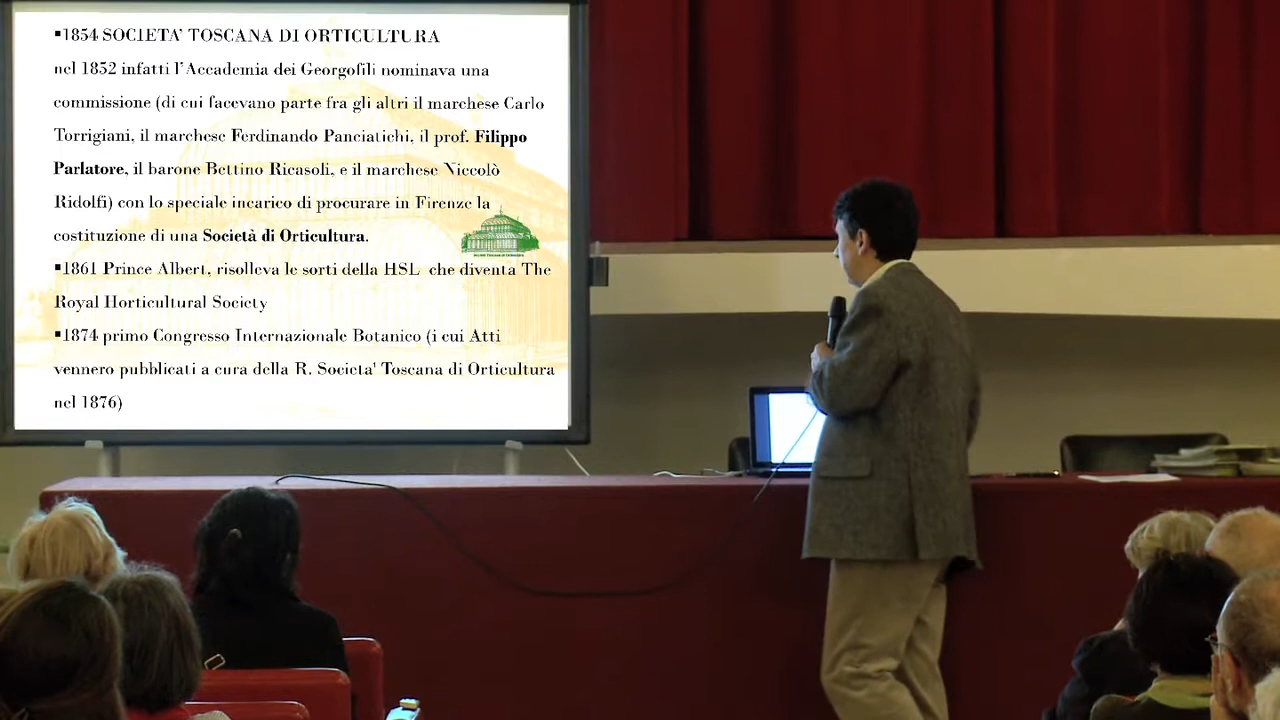 ▪1854 SOCIETA' TOSCANA DI ORTICULTURA
nel 1852 infatti l'Accademia dei Georgofili nominava una
commissione (di cui facevano parte fra gli altri il marchese Carlo
Torrigiani, il marchese Ferdinando Panciatichi, il prof. Filippo
Parlatore, il barone Bettino Ricasoli, e il marchese Niccolò
Ridolfi) con lo speciale incarico di procurare in Firenze la
costituzione di una Società di Orticultura.
▪1861 Prince Albert, risolleva le sorti della HSL che diventa The
Royal Horticultural Society
▪1874 primo Congresso Internazionale Botanico (i cui Atti
vennero pubblicati a cura della R. Societa' Toscana di Orticultura
nel 1876)